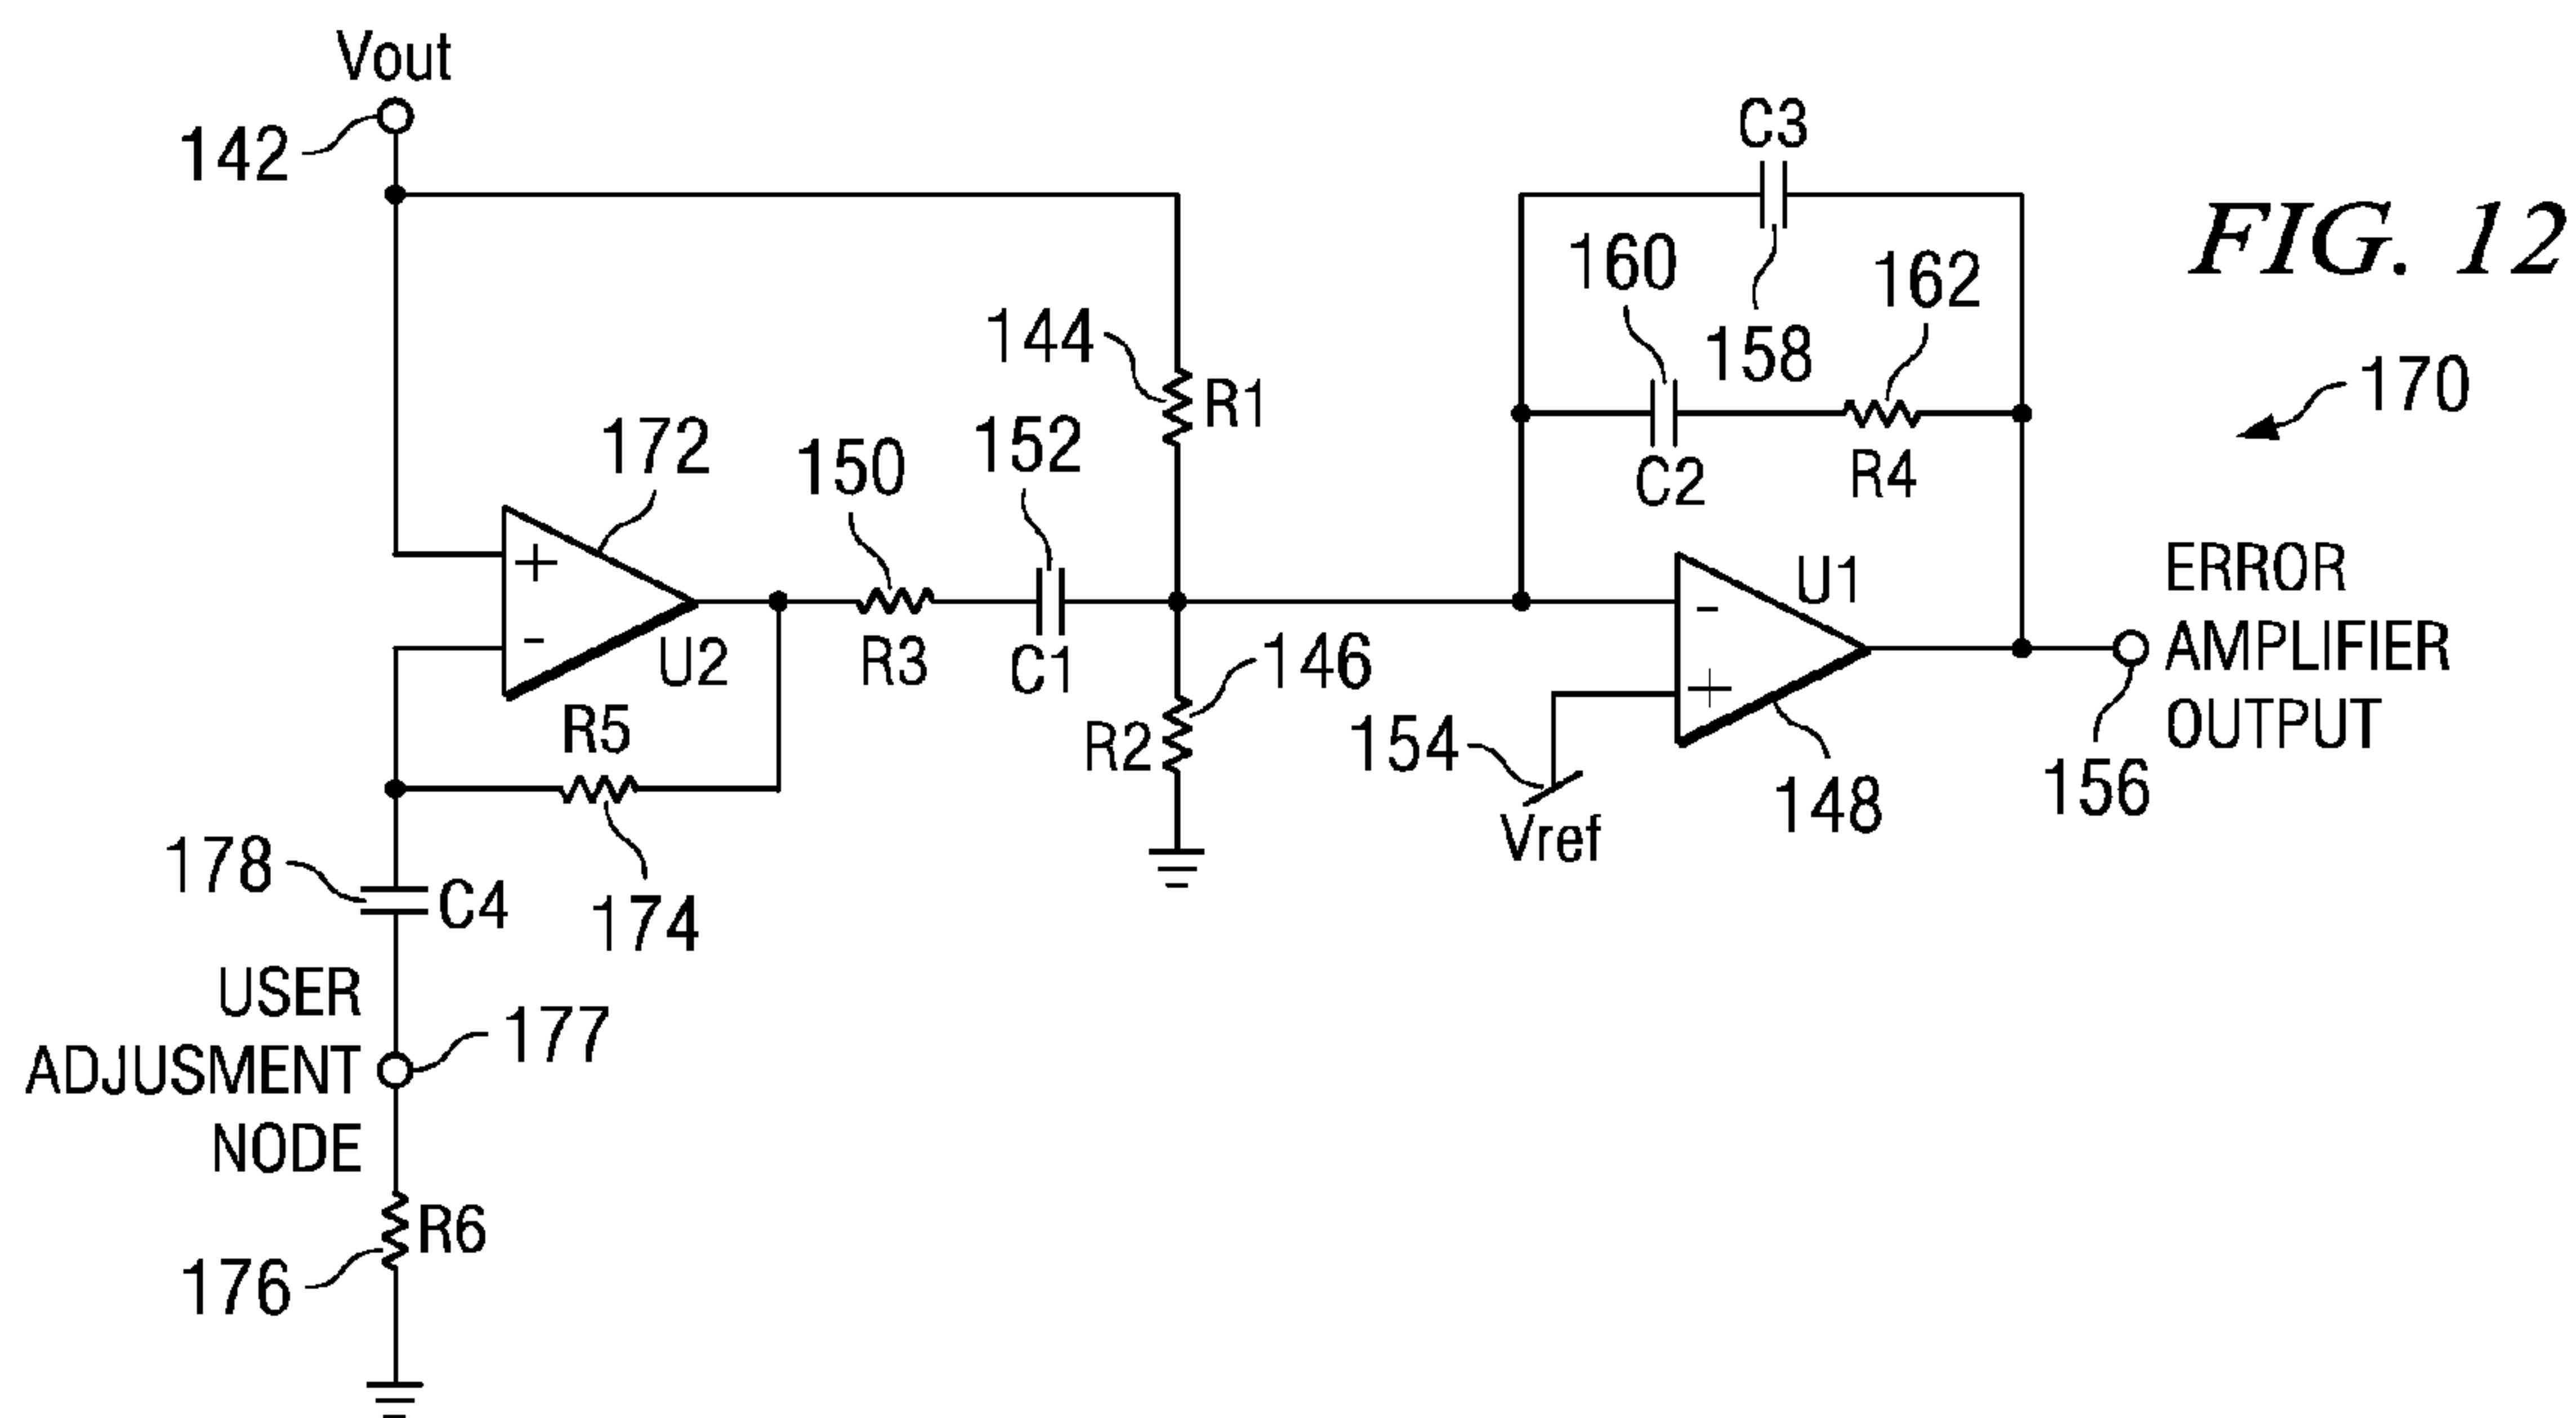 Vout
142
C3
FIG. 12
160
162
158
144
R1
170
172
150
152
C2
R4
U1
ERROR
AMPLIFIER
OUTPUT
+
-
U2
R3
C1
146
-
+
R5
R2
154
Vref
148
156
178
C4
174
USER
ADJUSMENT
NODE
177
R6
176